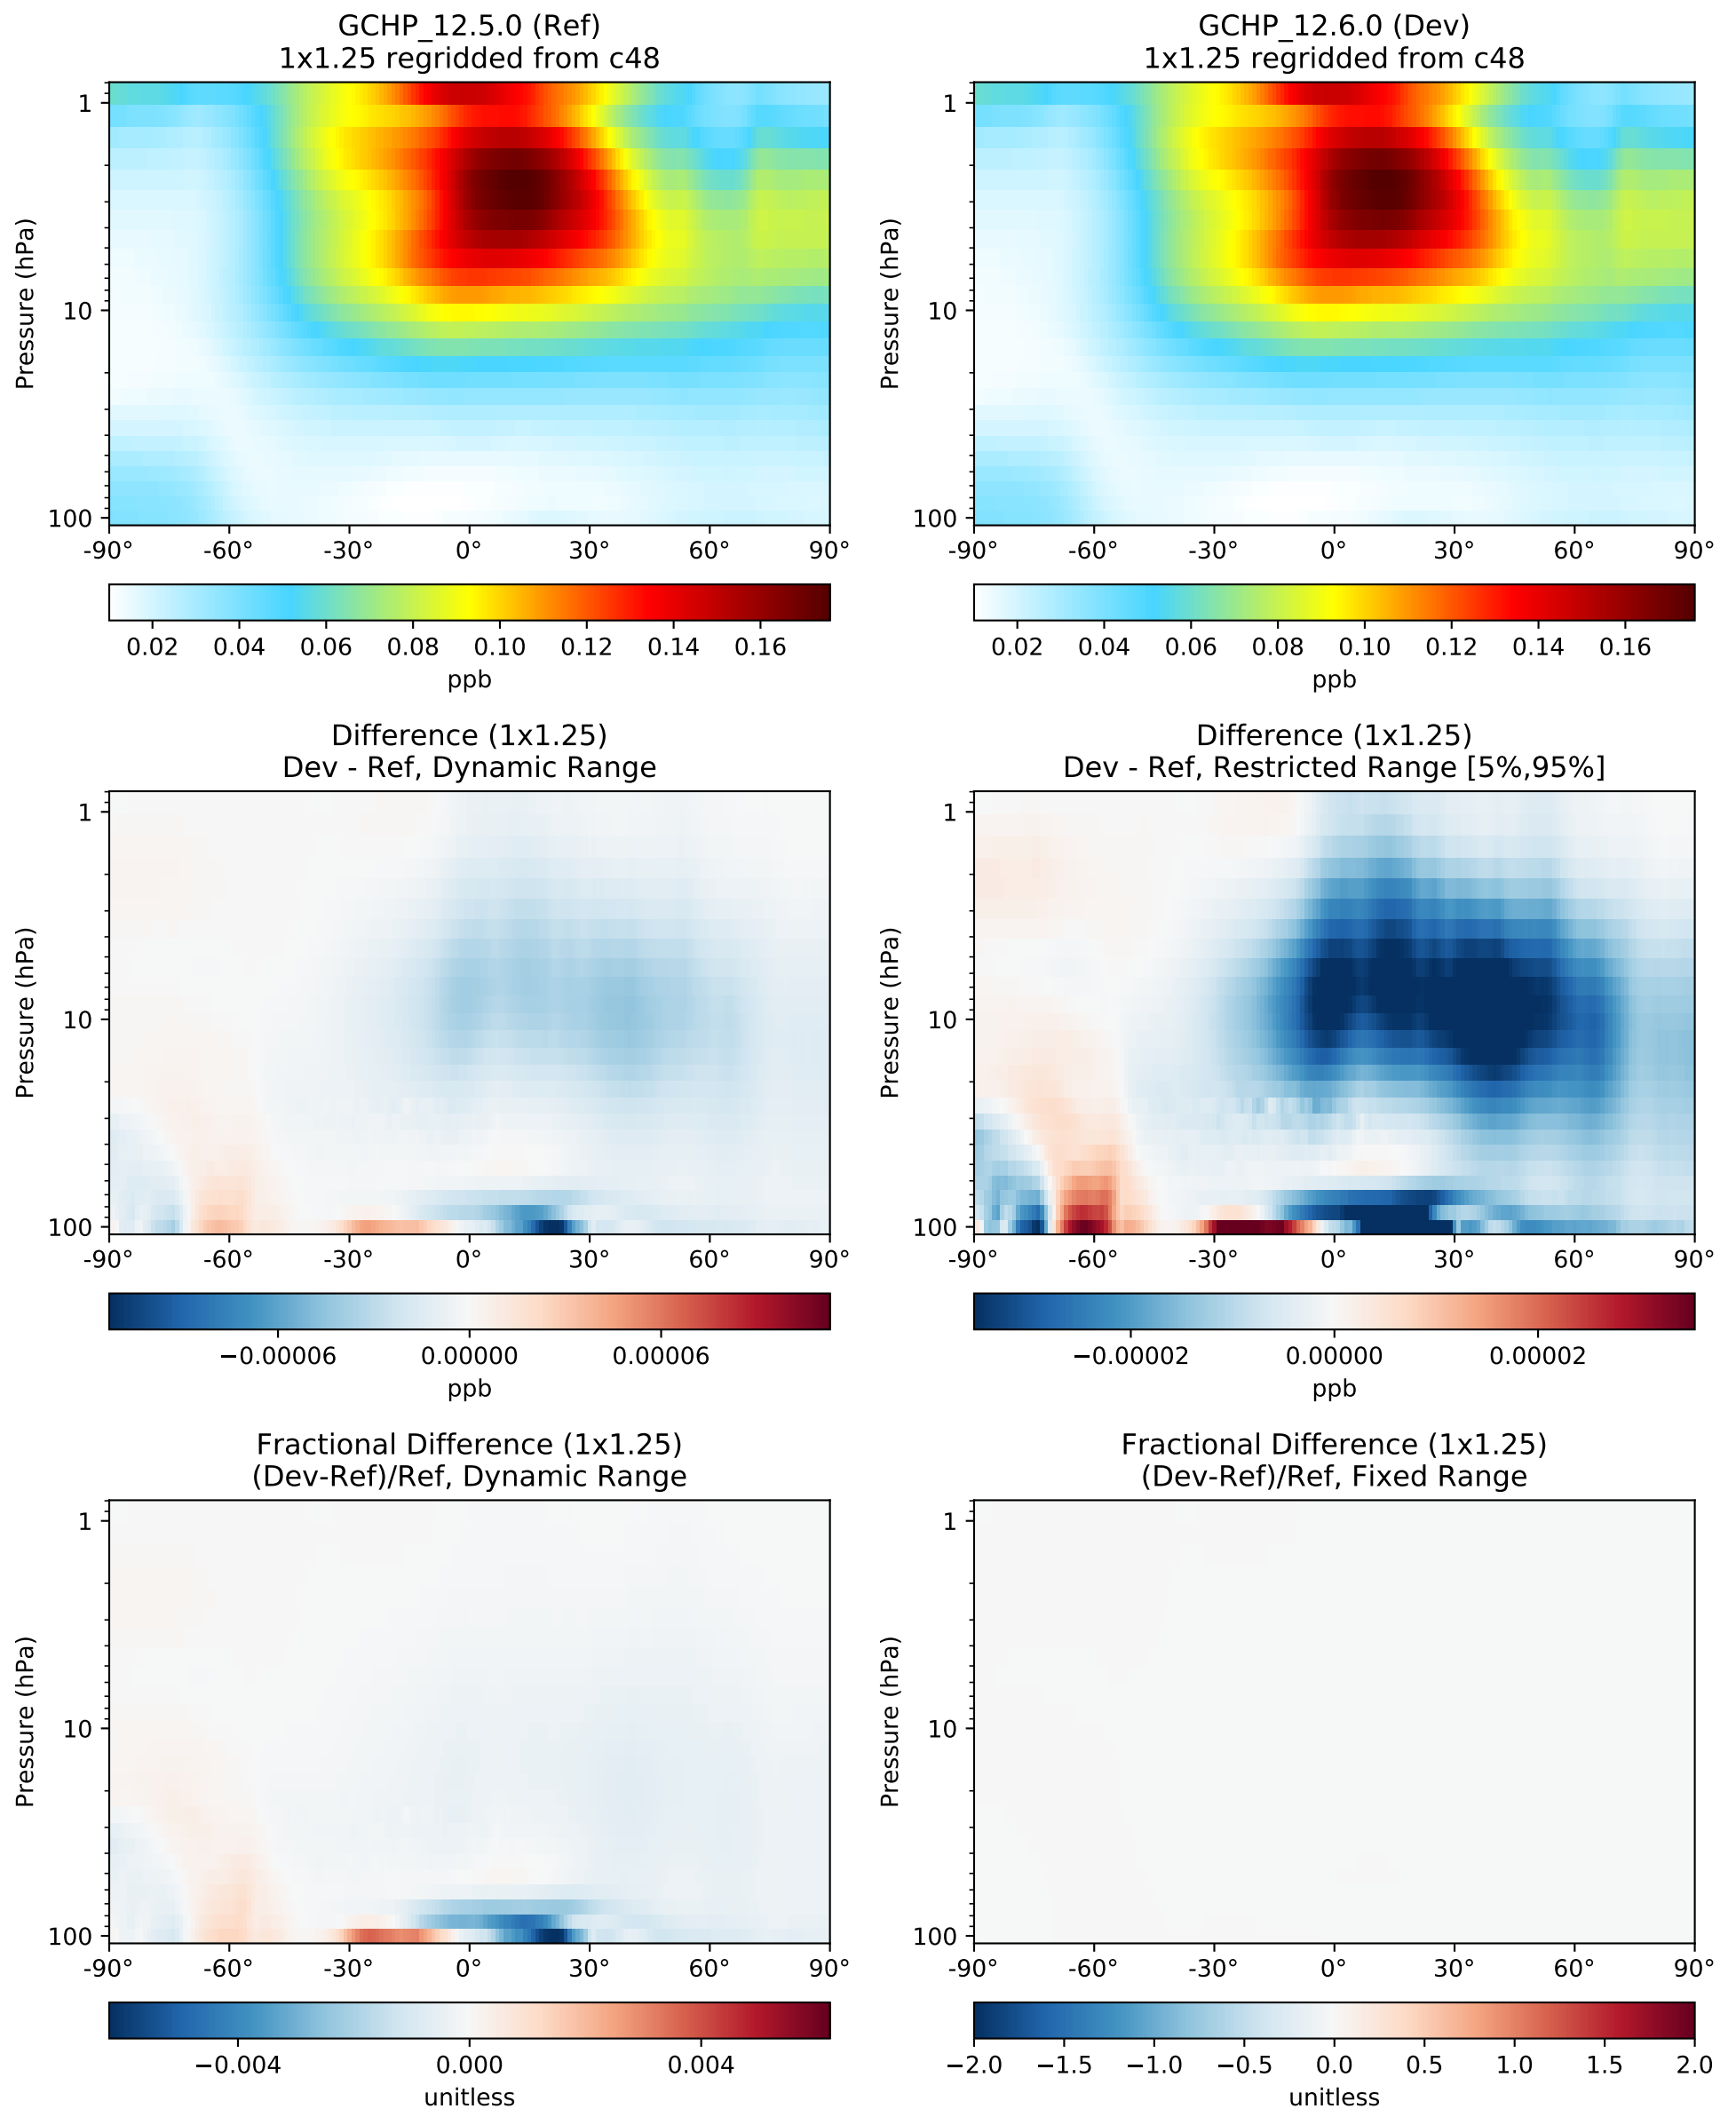 GCHP_12.5.0 (Ref)
1x1.25 regridded from c48
Pressure (hPa)
1
10
100
-90° -60° -30° 0° 30° 60° 90°
0.02 0.04 0.06 0.08 0.10 0.12 0.14 0.16
ppb
GCHP_12.6.0 (Dev)
1x1.25 regridded from c48
Pressure (hPa)
1
10
100
-90° -60° -30° 0° 30° 60° 90°
0.02 0.04 0.06 0.08 0.10 0.12 0.14 0.16
ppb
Difference (1x1.25)
Dev - Ref, Dynamic Range
Pressure (hPa)
1
10
100
-90° -60° -30° 0° 30° 60° 90°
−0.00006 0.00000 0.00006
ppb
Difference (1x1.25)
Dev - Ref, Restricted Range [5%,95%]
Pressure (hPa)
1
10
100
-90° -60° -30° 0° 30° 60° 90°
−0.00002 0.00000 0.00002
ppb
Fractional Difference (1x1.25)
(Dev-Ref)/Ref, Dynamic Range
Pressure (hPa)
1
10
100
-90° -60° -30° 0° 30° 60° 90°
−0.004 0.000 0.004
unitless
Fractional Difference (1x1.25)
(Dev-Ref)/Ref, Fixed Range
Pressure (hPa)
1
10
100
-90° -60° -30° 0° 30° 60° 90°
−2.0 −1.5 −1.0 −0.5 0.0 0.5 1.0 1.5 2.0
unitless